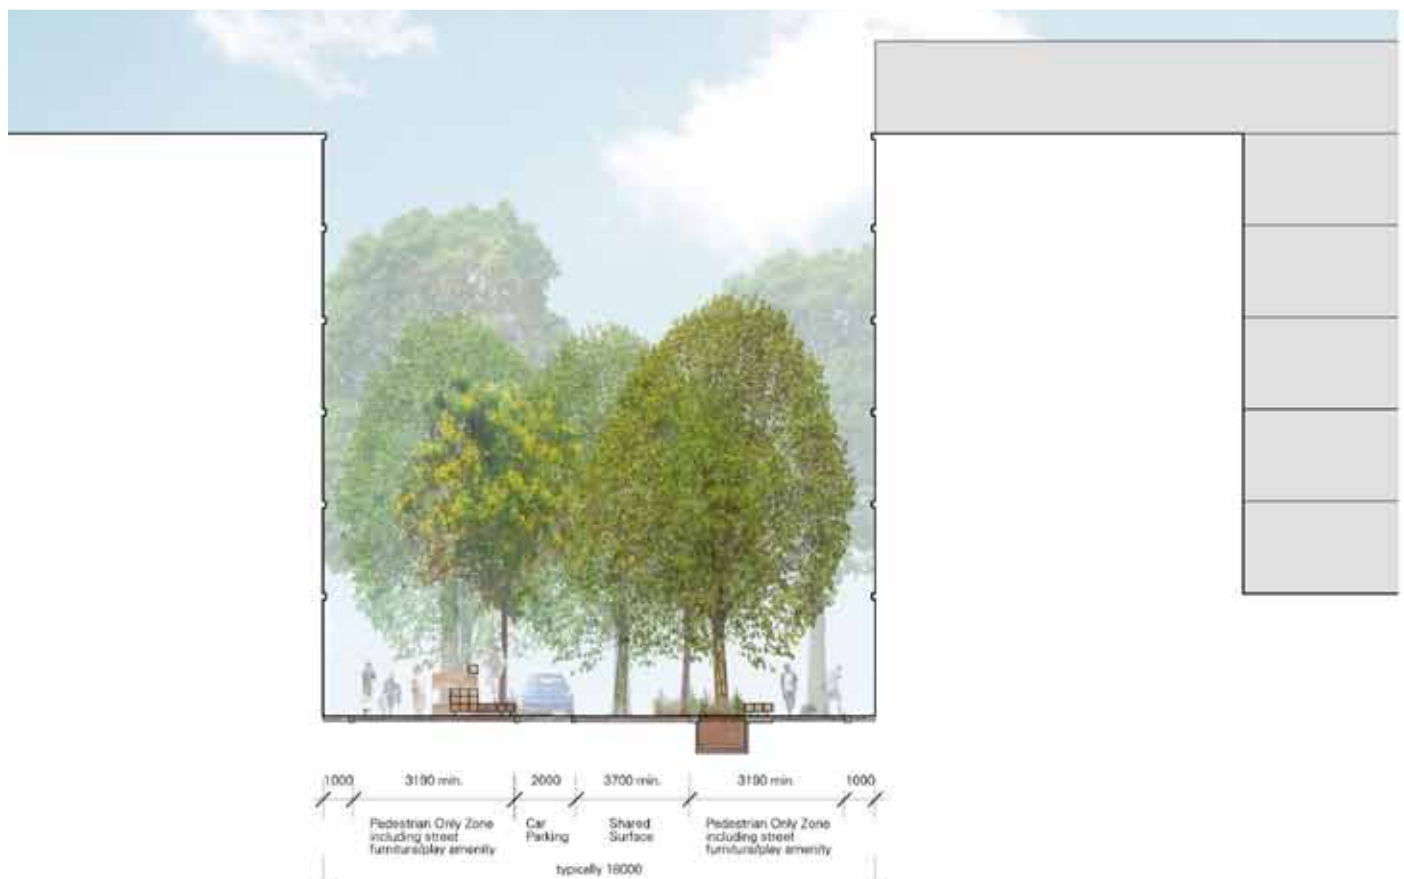 1000 3190 min. 2000 3700 min. 3190 min. 1000
Pedestrian Only Zone Car Shared Pedestrian Only Zone
including street Parking Surface including street
furniture/play amenity furniture/play amenity
typically 18000